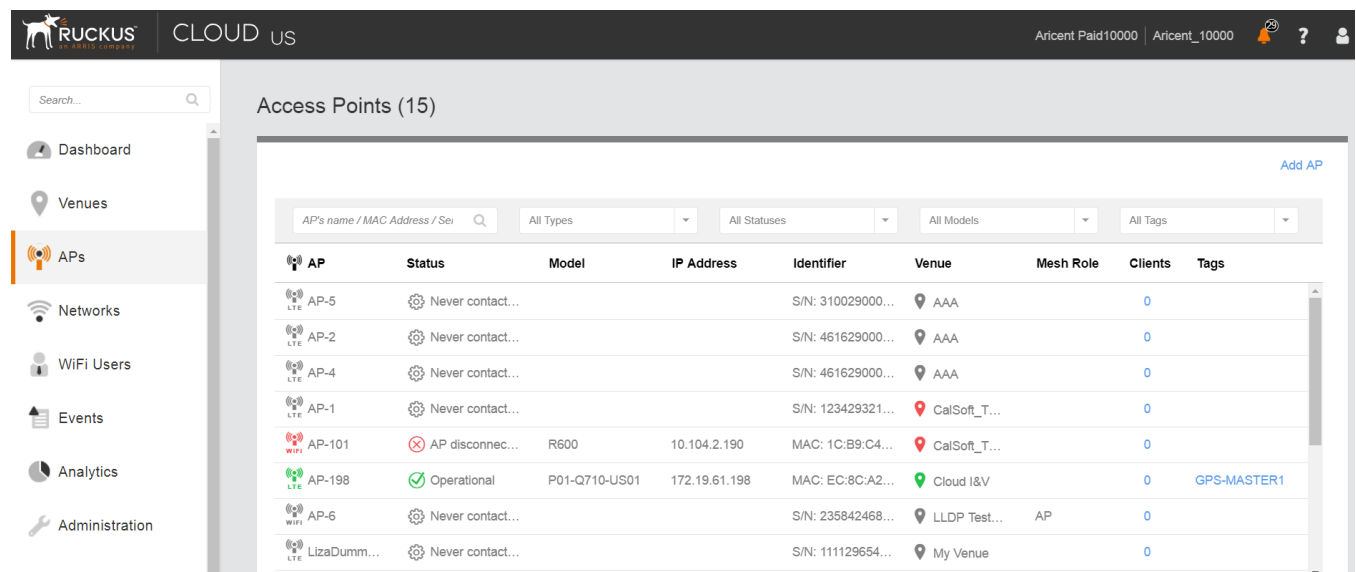 RUCKUS CLOUD US Aricent Paid10000 Aricent_10000 29 ?
an ARRIS company
Search...
Access Points (15)
Dashboard
Add AP
Venues
AP's name / MAC Address / Sei All Types All Statuses All Models All Tags
APs
AP Status Model IP Address Identifier Venue Mesh Role Clients Tags
LTE AP-5 Never contact... S/N: 310029000... AAA 0
Networks
LTE AP-2 Never contact... S/N: 461629000... AAA 0
WiFi Users
LTE AP-4 Never contact... S/N: 461629000... AAA 0
LTE AP-1 Never contact... S/N: 123429321... CalSoft_T... 0
Events
WIFI AP-101 AP disconnec... R600 10.104.2.190 MAC: 1C:B9:C4... CalSoft_T... 0
Analytics
LTE AP-198 Operational P01-Q710-US01 172.19.61.198 MAC: EC:8C:A2... Cloud I&V 0 GPS-MASTER1
WIFI AP-6 Never contact... S/N: 235842468... LLDP Test... AP 0
Administration
LTE LizaDumm... Never contact... S/N: 111129654... My Venue 0